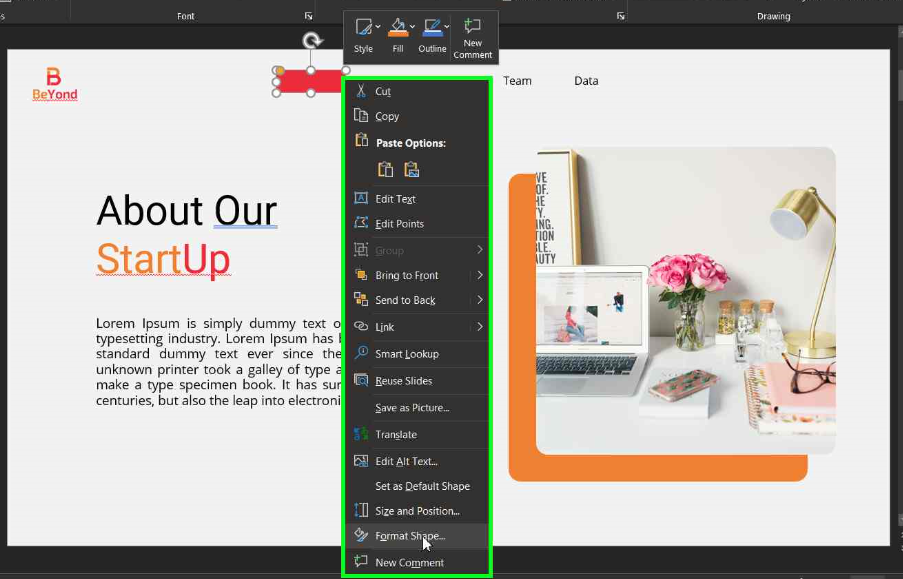 Font
Drawing
Style
Fill
Outline
New
Comment
B
BeYond
Team
Data
Cut
Copy
Paste Options:
Edit Text
Edit Points
Group
Bring to Front
Send to Back
Link
Smart Lookup
Reuse Slides
Save as Picture...
Translate
Edit Alt Text...
Set as Default Shape
Size and Position...
Format Shape...
New Comment
About Our
StartUp
Lorem Ipsum is simply dummy text
typesetting industry. Lorem Ipsum has
standard dummy text ever since the
unknown printer took a galley of type
make a type specimen book. It has
centuries, but also the leap into
WE
OF.
THE